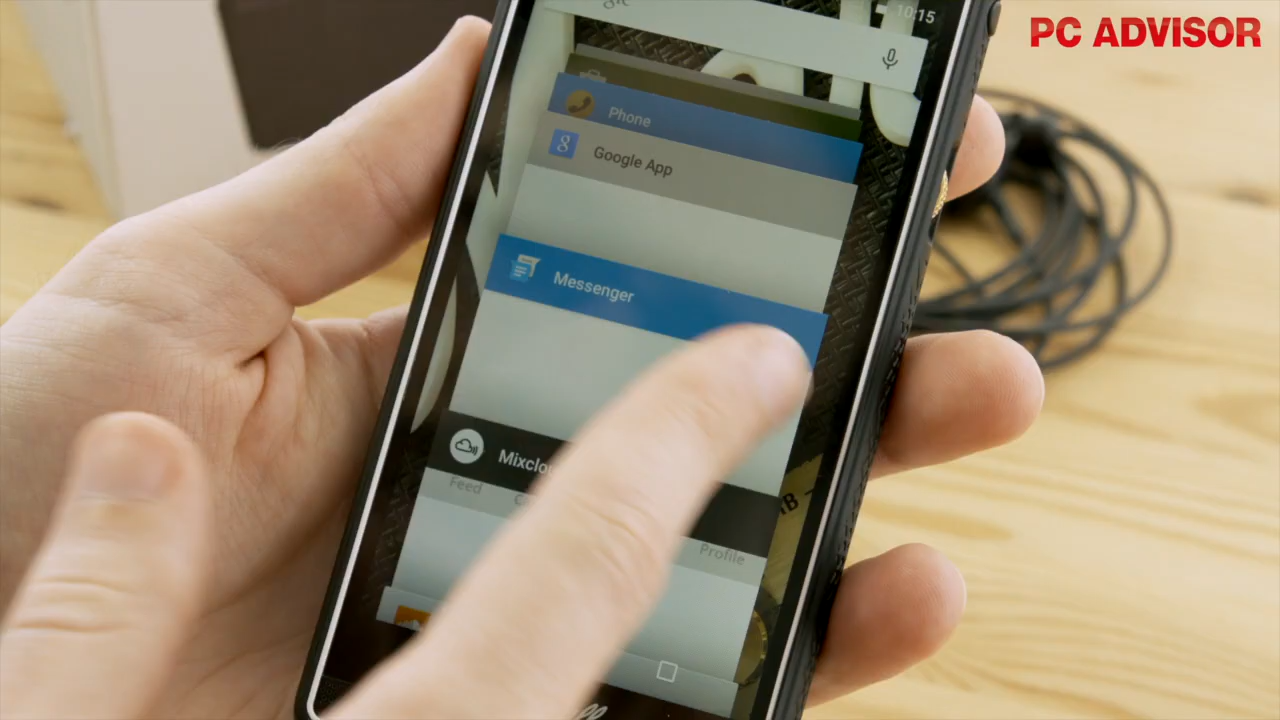 PC ADVISOR
10:15
Phone
Google App
Messenger
Feed
Profile